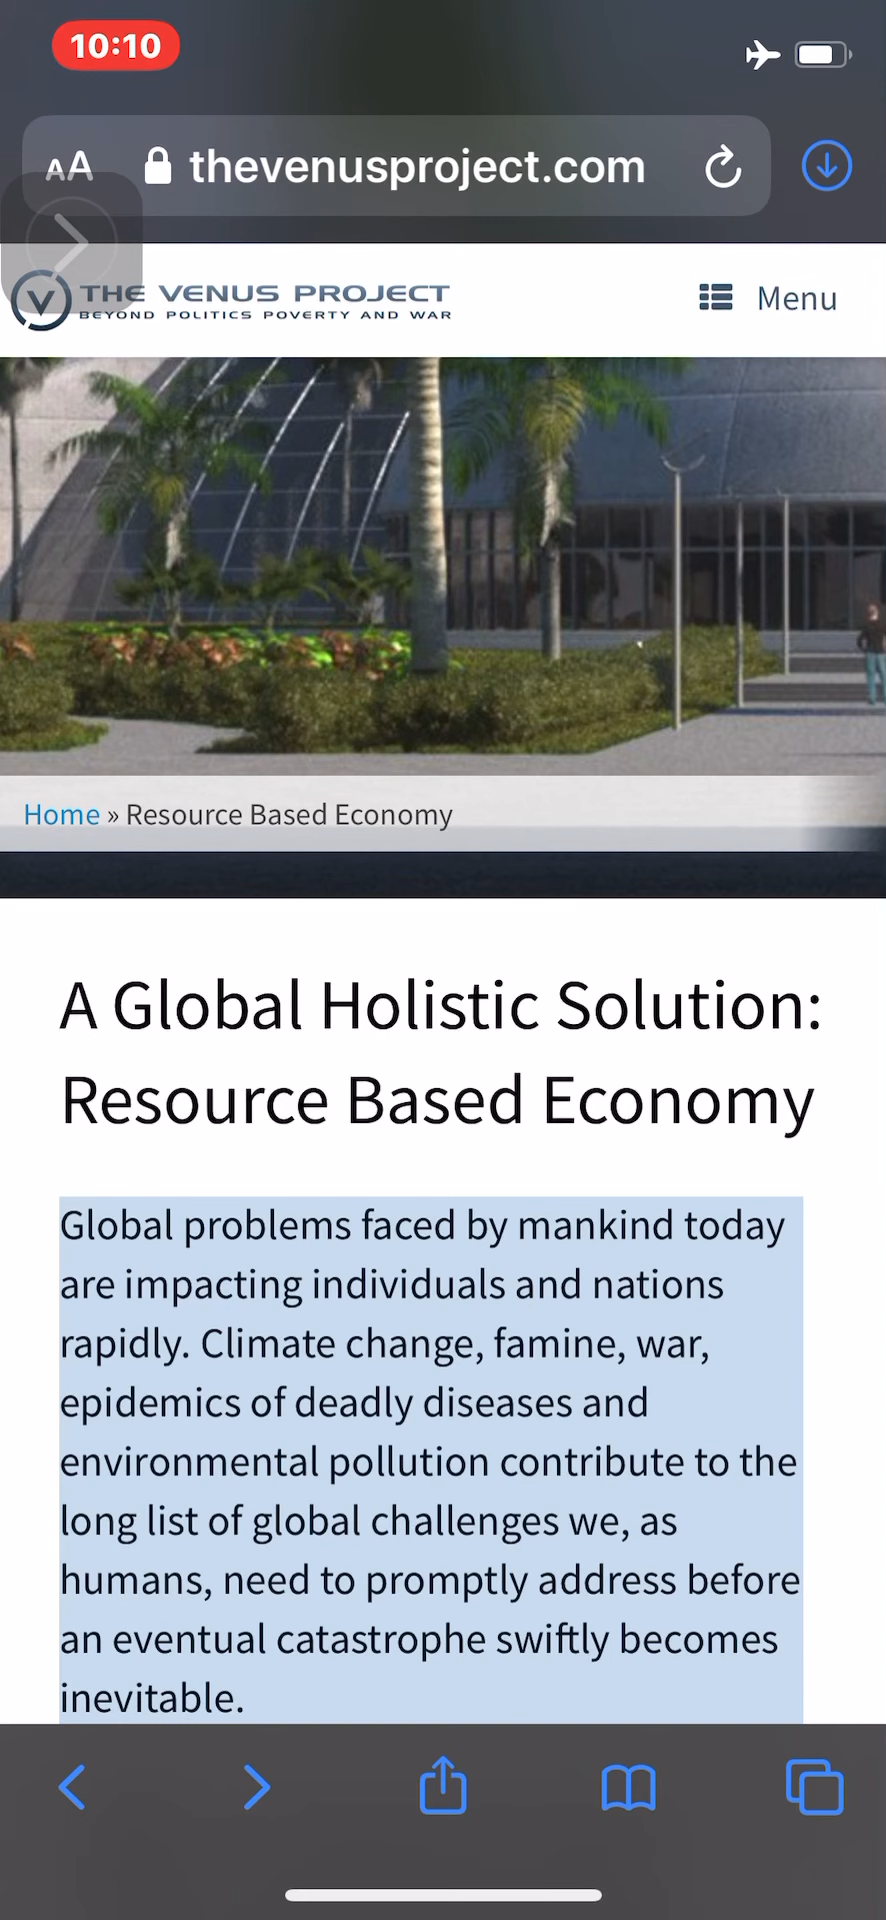 10:10
AA thevenusproject.com
THE VENUS PROJECT
BEYOND POLITICS POVERTY AND WAR
Menu
Home » Resource Based Economy
A Global Holistic Solution:
Resource Based Economy
Global problems faced by mankind today
are impacting individuals and nations
rapidly. Climate change, famine, war,
epidemics of deadly diseases and
environmental pollution contribute to the
long list of global challenges we, as
humans, need to promptly address before
an eventual catastrophe swiftly becomes
inevitable.